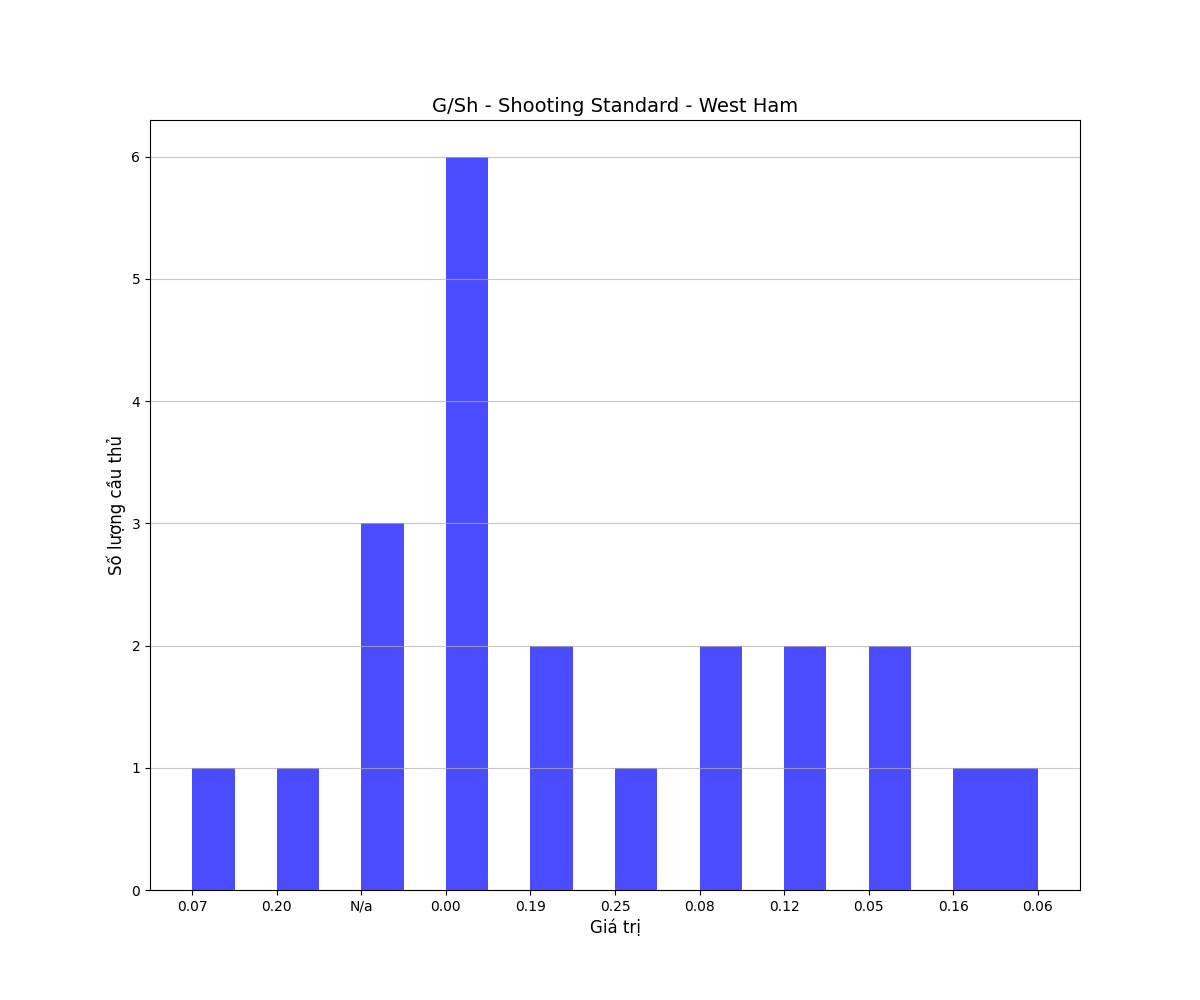 G/Sh - Shooting Standard - West Ham
Số lượng cầu thủ
6
5
4
3
2
1
0
0.07 0.20 N/a 0.00 0.19 0.25 0.08 0.12 0.05 0.16 0.06
Giá trị